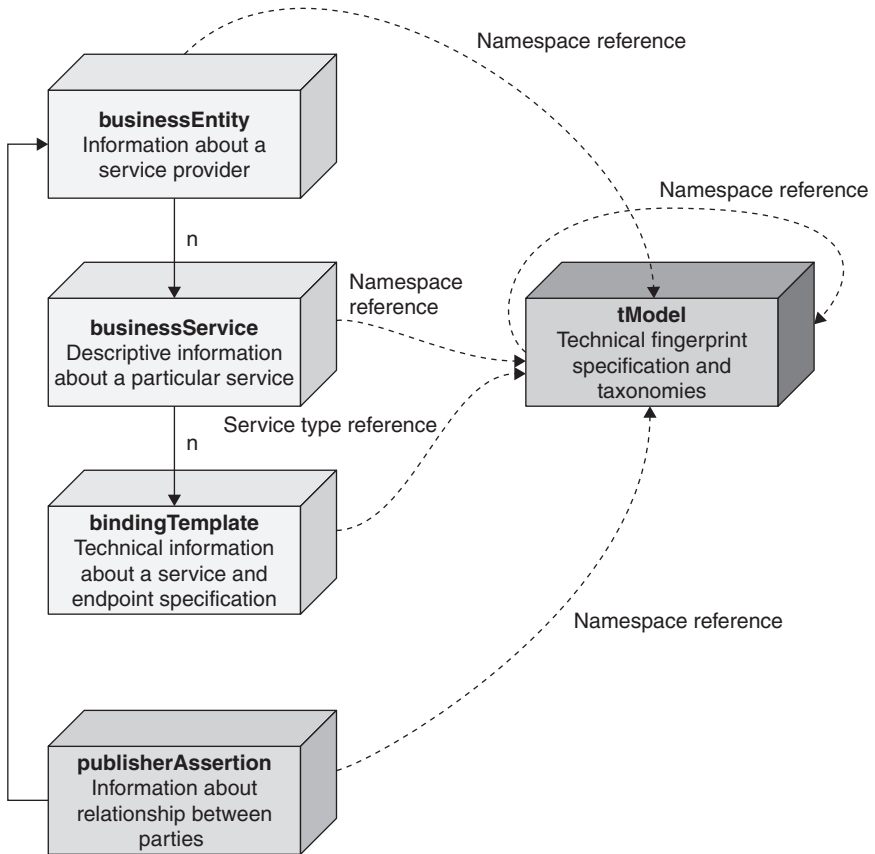 Namespace reference
businessEntity
Information about a
service provider
Namespace reference
n
Namespace
reference
businessService
Descriptive information
about a particular service
tModel
Technical fingerprint
specification and
taxonomies
Service type reference
n
bindingTemplate
Technical information
about a service and
endpoint specification
Namespace reference
publisherAssertion
Information about
relationship between
parties